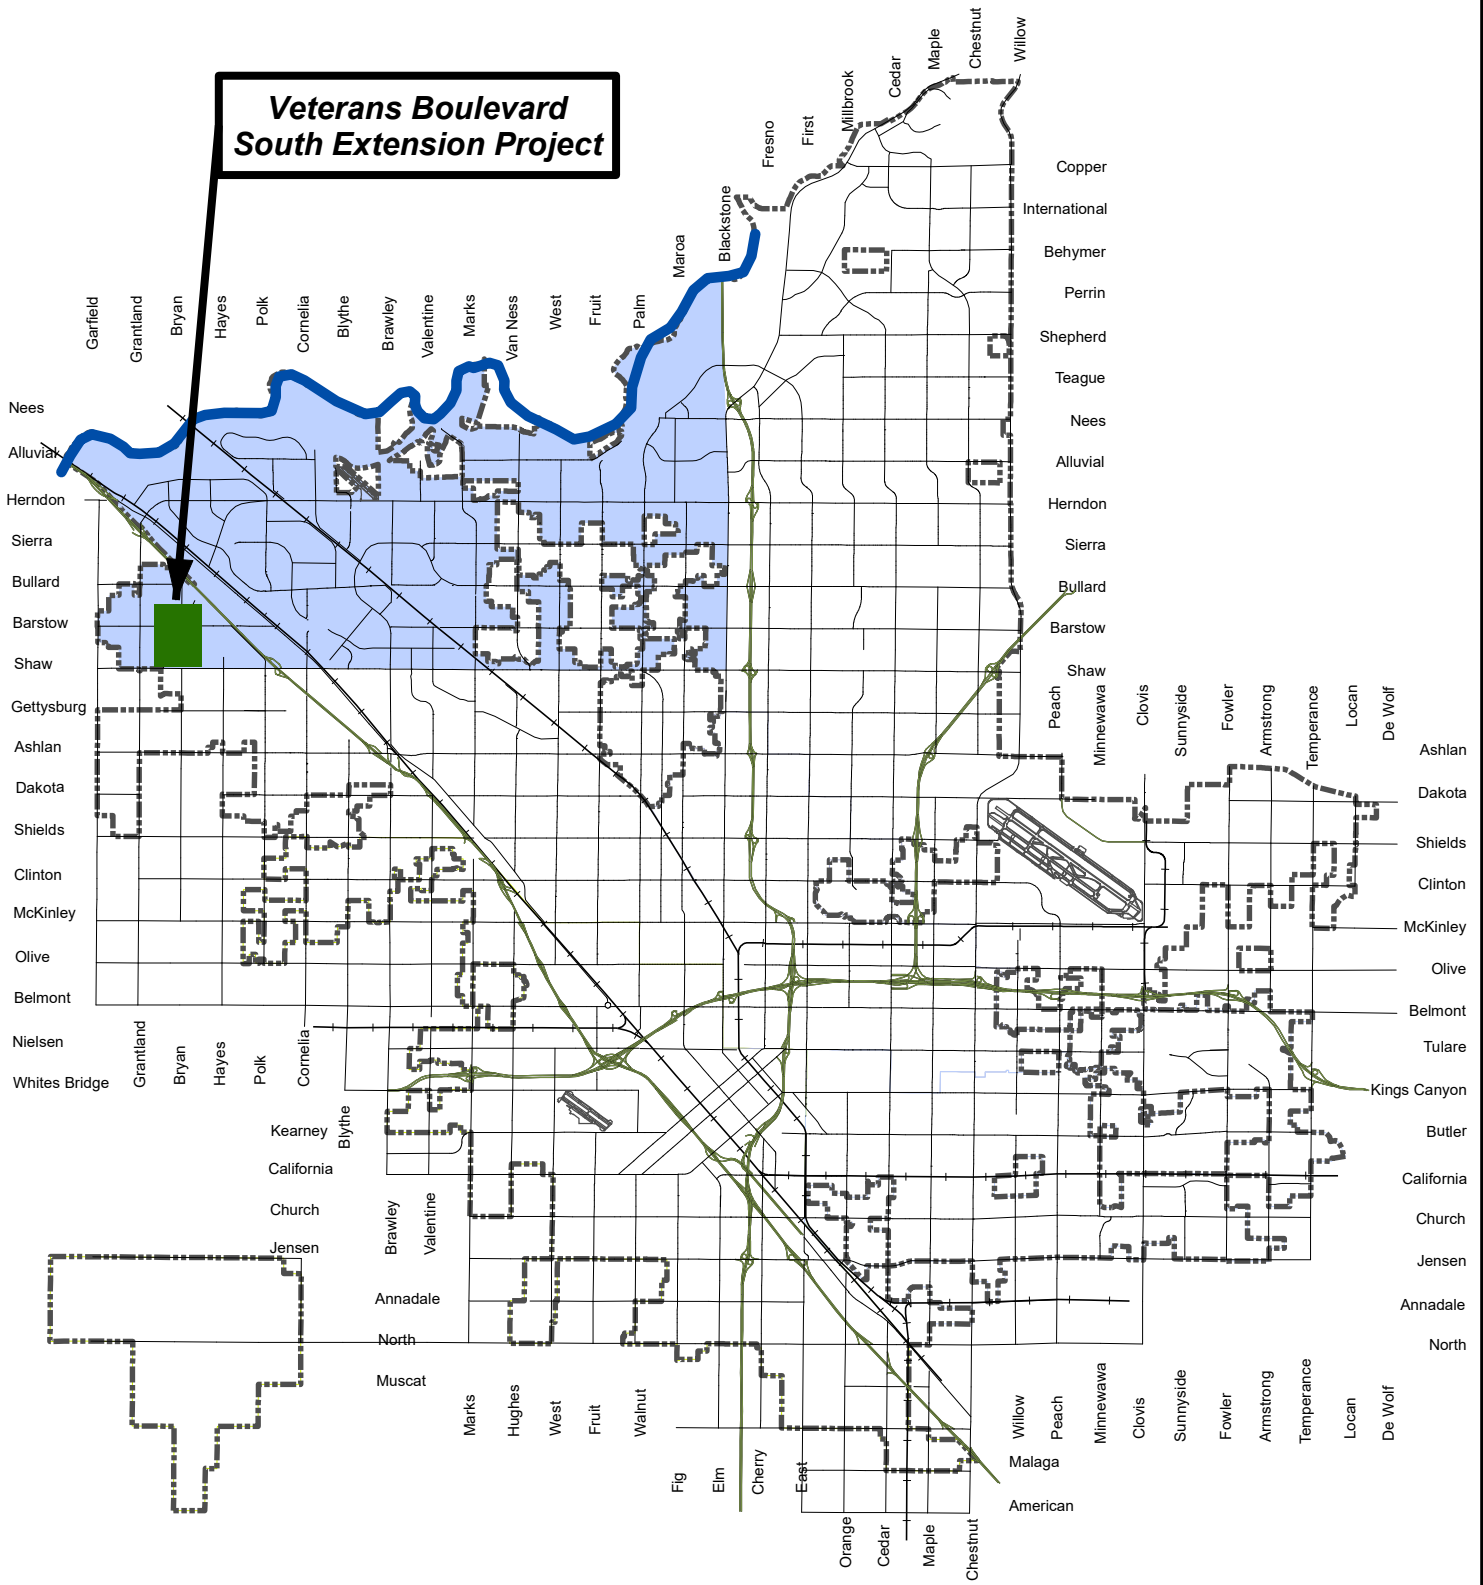 Veterans Boulevard
South Extension Project
Fresno
First
Millbrook
Cedar
Maple
Chestnut
Willow
Copper
International
Behymer
Perrin
Shepherd
Teague
Nees
Alluvial
Herndon
Sierra
Bullard
Barstow
Shaw
Garfield
Grantland
Bryan
Hayes
Polk
Cornelia
Blythe
Brawley
Valentine
Marks
Van Ness
West
Fruit
Palm
Maroa
Blackstone
Nees
Alluvial
Herndon
Sierra
Bullard
Barstow
Shaw
Gettysburg
Ashlan
Dakota
Shields
Clinton
McKinley
Olive
Belmont
Nielsen
Whites Bridge
Peach
Minnewawa
Clovis
Sunnyside
Fowler
Armstrong
Temperance
Locan
De Wolf
Ashlan
Dakota
Shields
Clinton
McKinley
Olive
Belmont
Tulare
Kings Canyon
Butler
California
Church
Jensen
Annadale
North
Grantland
Bryan
Hayes
Polk
Cornelia
Blythe
Kearney
California
Church
Jensen
Brawley
Valentine
Annadale
North
Muscat
Marks
Hughes
West
Fruit
Walnut
Fig
Elm
Cherry
East
Orange
Cedar
Maple
Chestnut
Willow
Peach
Minnewawa
Clovis
Sunnyside
Fowler
Armstrong
Temperance
Locan
De Wolf
Malaga
American